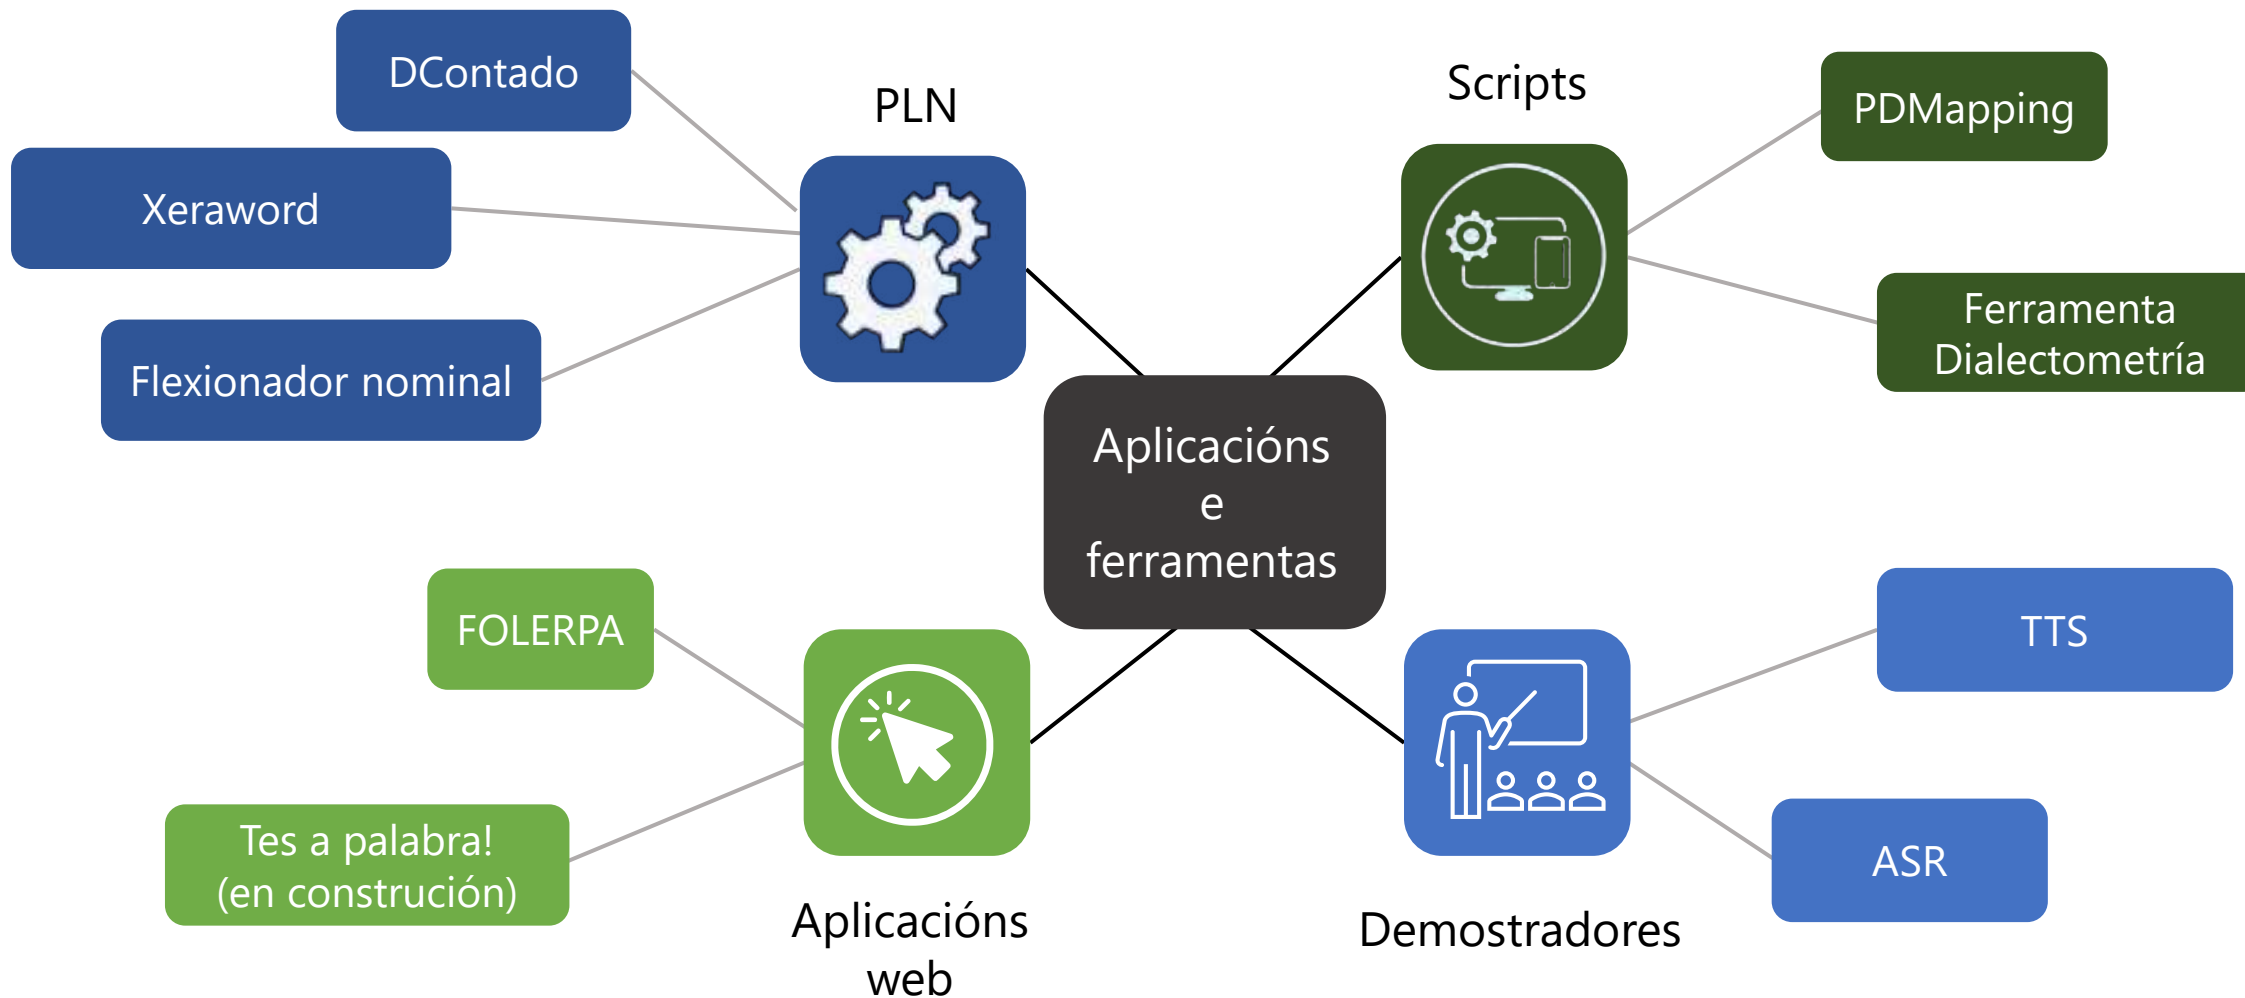 DContado
Xeraword
Flexionador nominal
PLN
Scripts
PDMapping
Ferramenta
Dialectometría
Aplicacións
e
ferramentas
FOLERPA
Tes a palabra!
(en construción)
Aplicacións
web
Demostradores
TTS
ASR